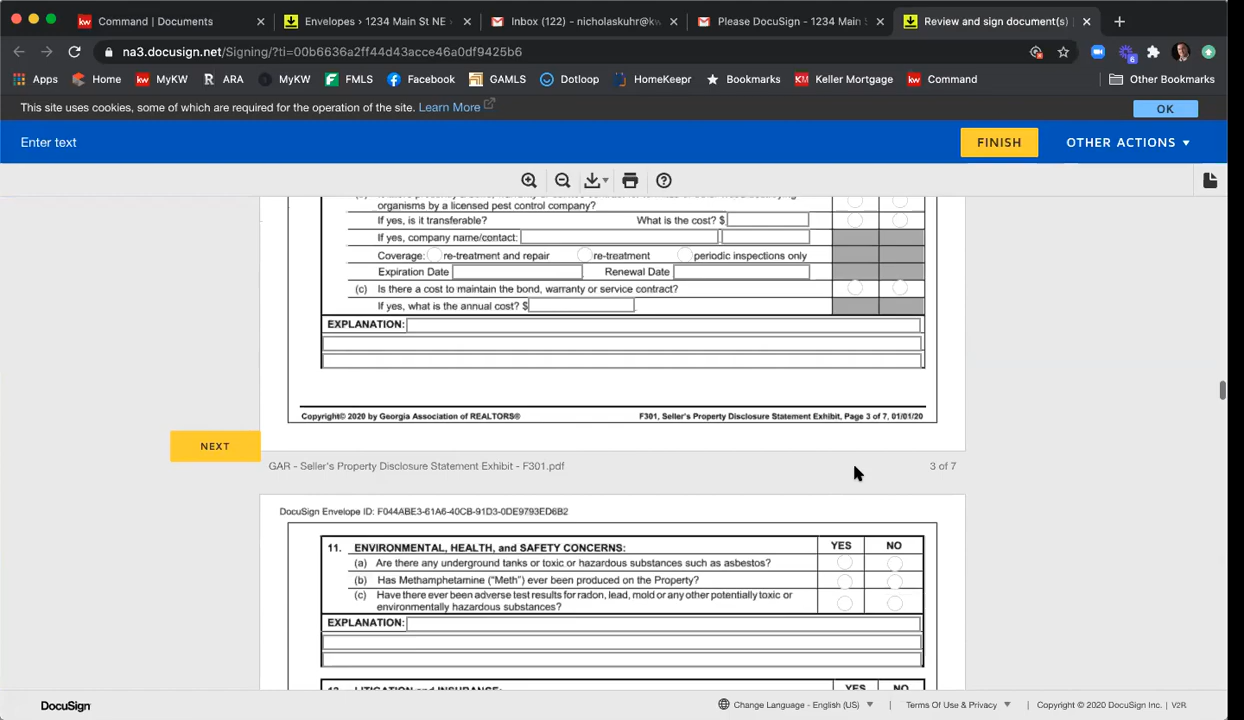 Command | Documents
Envelopes › 1234 Main St NE
Inbox (122) - nicholaskuhr@kw
Please DocuSign - 1234 Main
Review and sign document(s) |
na3.docusign.net/Signing/?ti=00b6636a2ff44d43acce46a0df9425b6
Apps
kw Home
KM MyKW
R ARA
MyKW
F FMLS
Facebook
GAMLS
Dotloop
HomeKeepr
Bookmarks
KM Keller Mortgage
kw Command
Other Bookmarks
This site uses cookies, some of which are required for the operation of the site. Learn More
OK
Enter text
FINISH
OTHER ACTIONS
organisms by a licensed pest control company?
If yes, is it transferable? What is the cost? $
If yes, company name/contact:
Coverage: re-treatment and repair re-treatment periodic inspections only
Expiration Date Renewal Date
(c) Is there a cost to maintain the bond, warranty or service contract?
If yes, what is the annual cost? $
EXPLANATION:
Copyright© 2020 by Georgia Association of REALTORS® F301, Seller's Property Disclosure Statement Exhibit, Page 3 of 7, 01/01/20
NEXT
GAR - Seller's Property Disclosure Statement Exhibit - F301.pdf 3 of 7
DocuSign Envelope ID: F044ABE3-61A6-40CB-91D3-0DE9793ED6B2
11. ENVIRONMENTAL, HEALTH, and SAFETY CONCERNS: YES NO
(a) Are there any underground tanks or toxic or hazardous substances such as asbestos?
(b) Has Methamphetamine ("Meth") ever been produced on the Property?
(c) Have there ever been adverse test results for radon, lead, mold or any other potentially toxic or
environmentally hazardous substances?
EXPLANATION:
LITIGATION and INSURANCE: YES NO
DocuSign
Change Language - English (US) | Terms Of Use & Privacy | Copyright © 2020 DocuSign Inc. | V2R